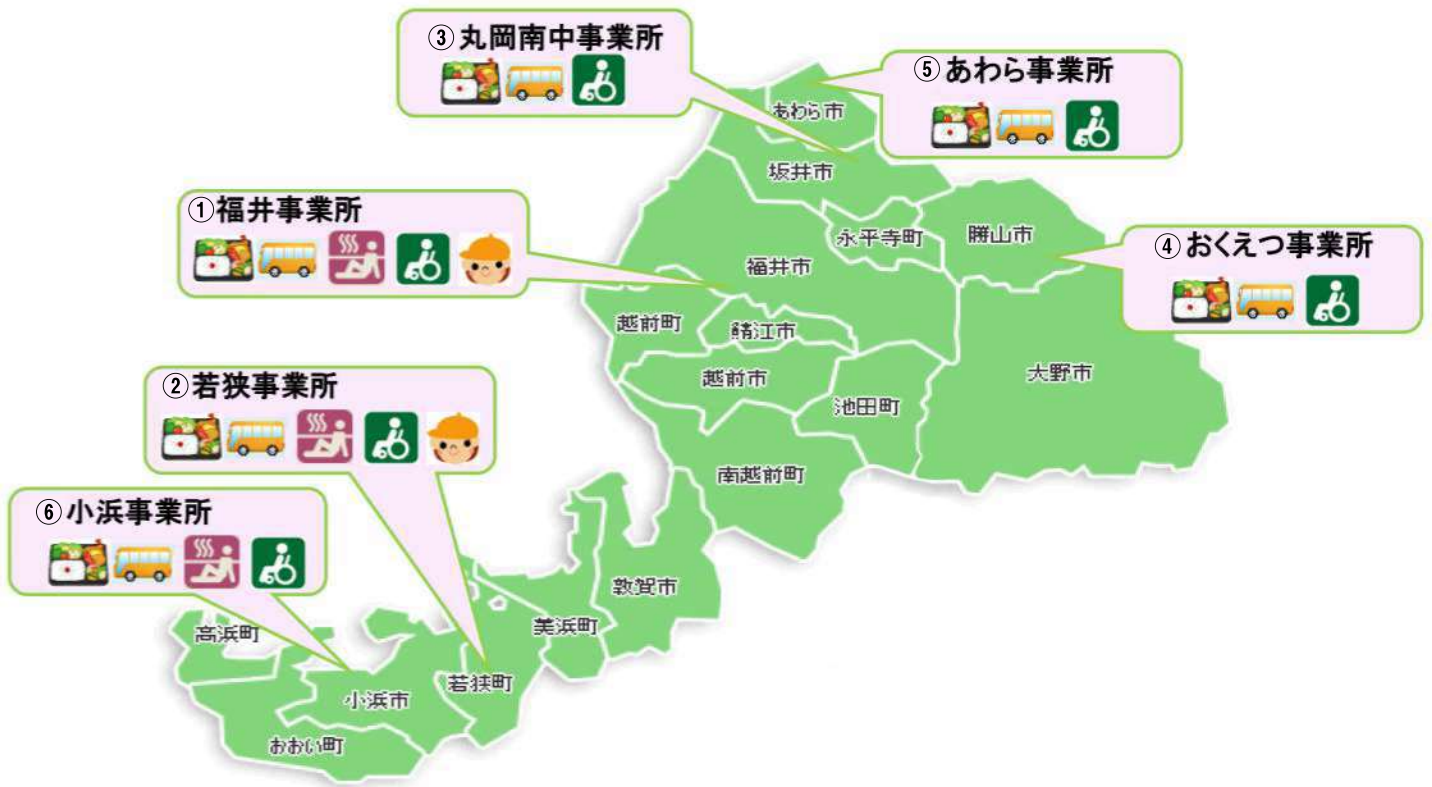 ③丸岡南中事業所
⑤あわら事業所
あわら市
坂井市
①福井事業所
永平寺町
勝山市
④おくえつ事業所
福井市
越前町
鯖江市
越前市
大野市
②若狭事業所
池田町
南越前町
⑥小浜事業所
敦賀市
高浜町
美浜町
若狭町
小浜市
おおい町